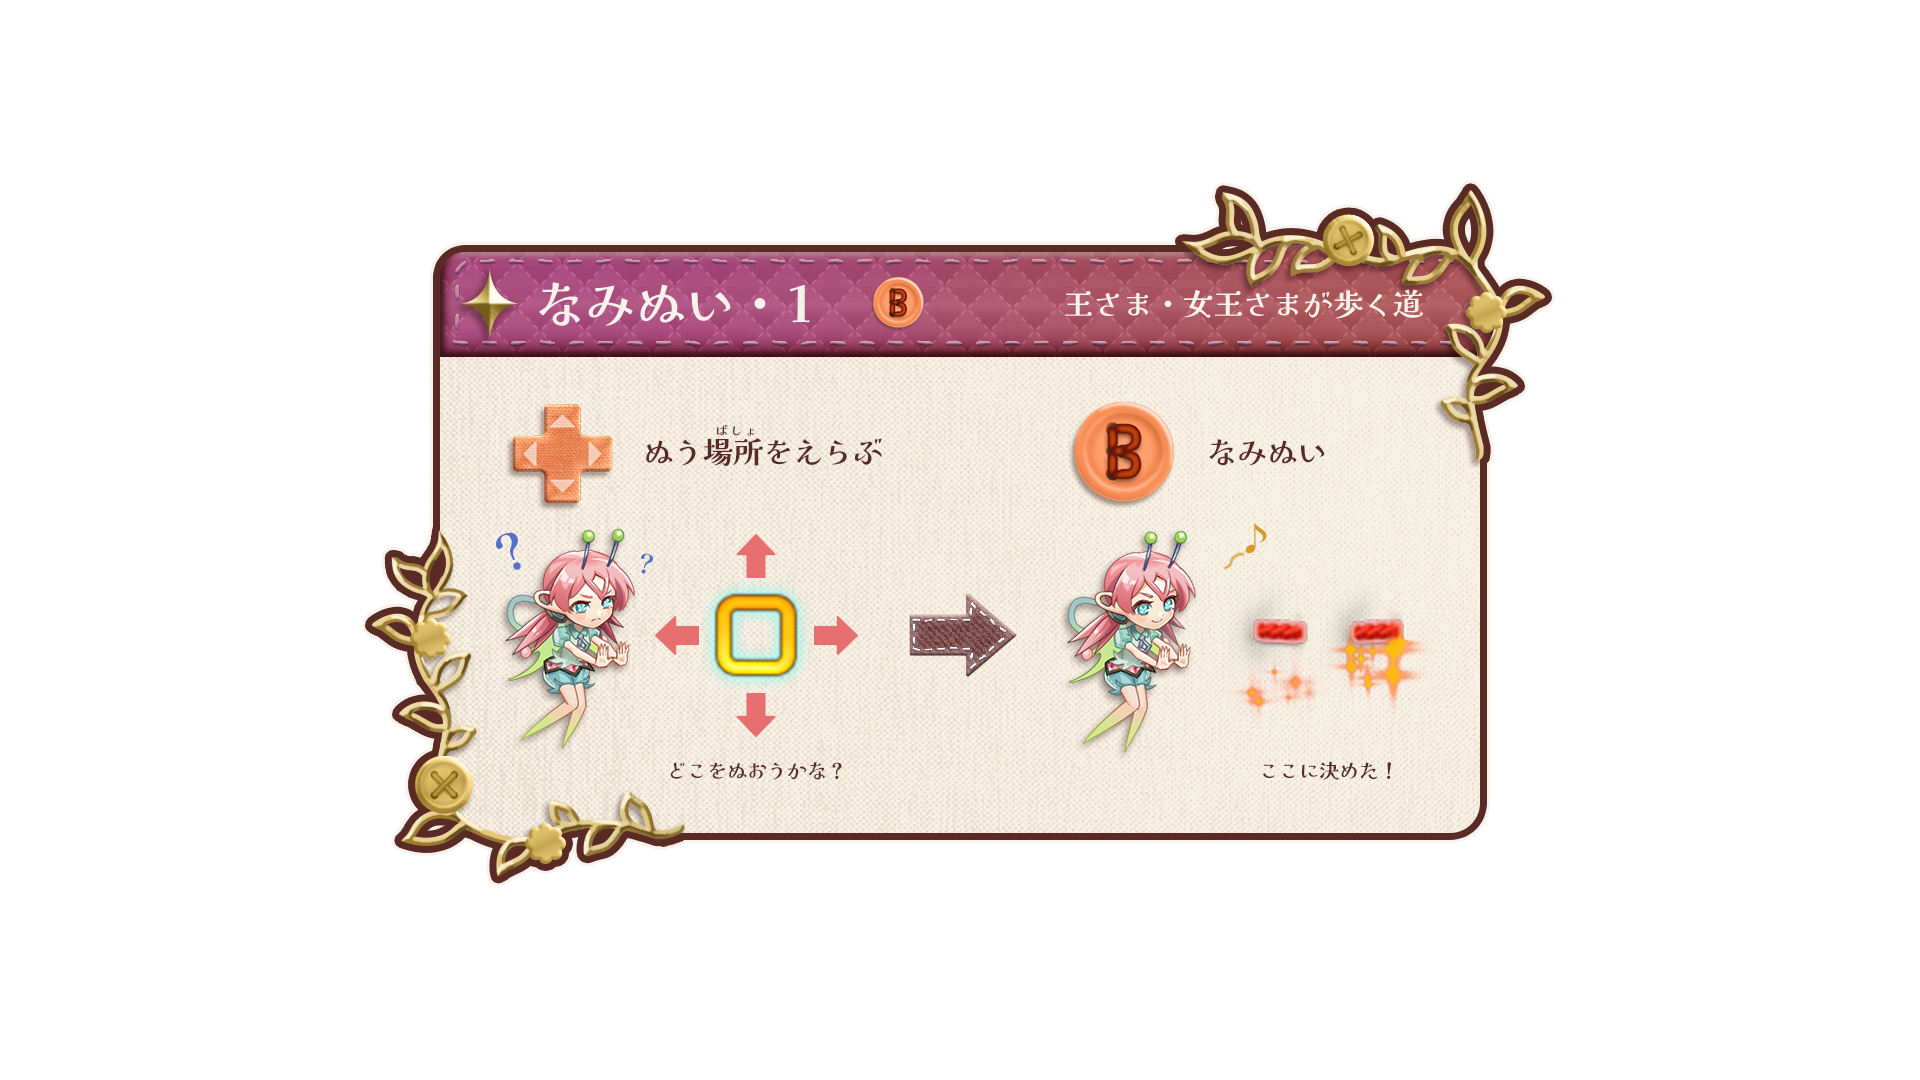 なみぬい・1 B 王さま・女王さまが歩く道
ばしょ
ぬう場所をえらぶ
B なみぬい
? ?
どこをぬおうかな？
ここに決めた！